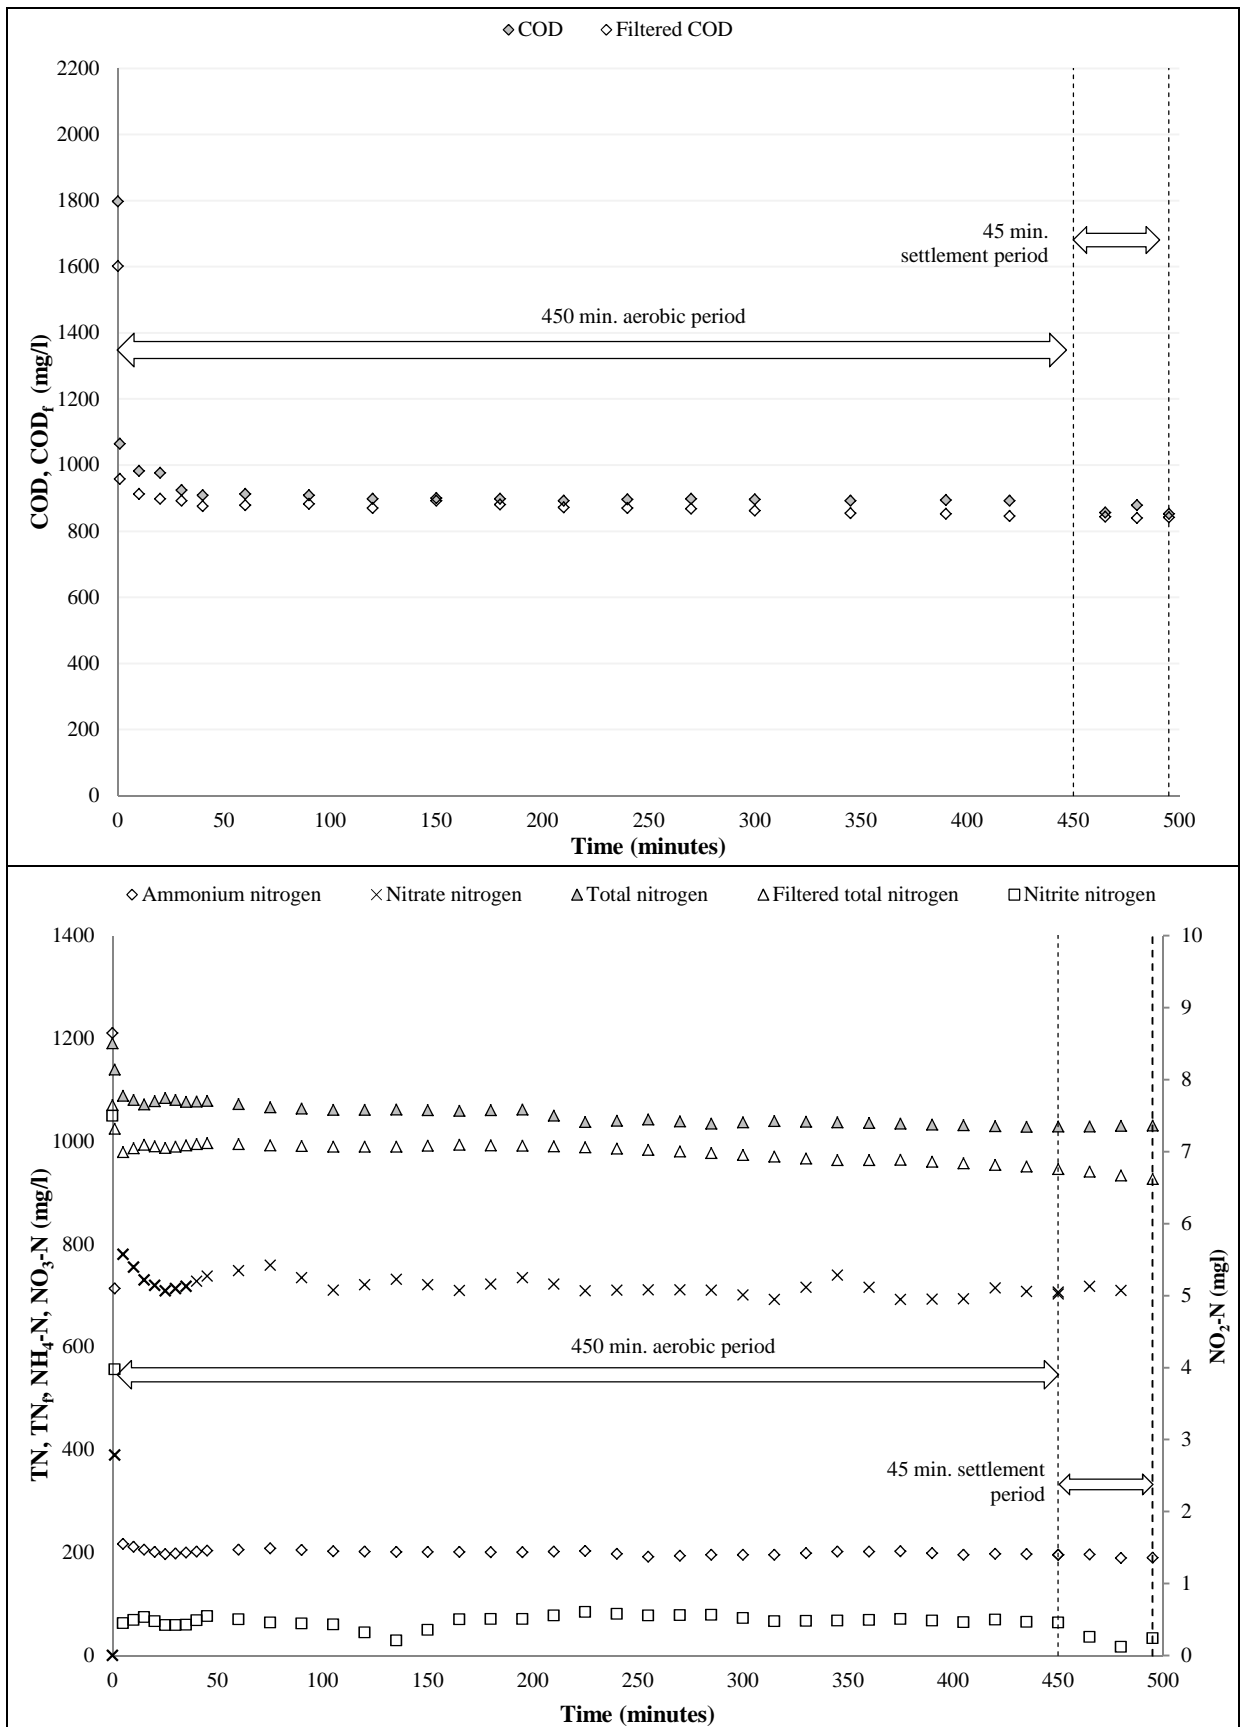 COD Filtered COD
2200
2000
1800
1600
1400
1200
1000
800
600
400
200
0
COD, CODf (mg/l)
45 min.
settlement period
450 min. aerobic period
0 50 100 150 200 250 300 350 400 450 500
Time (minutes)
Ammonium nitrogen Nitrate nitrogen Total nitrogen Filtered total nitrogen Nitrite nitrogen
1400
1200
1000
800
600
400
200
0
TN, TNf, NH4-N, NO3-N (mg/l)
450 min. aerobic period
45 min. settlement
period
10
9
8
7
6
5
4
3
2
1
0
NO2-N (mgl)
0 50 100 150 200 250 300 350 400 450 500
Time (minutes)